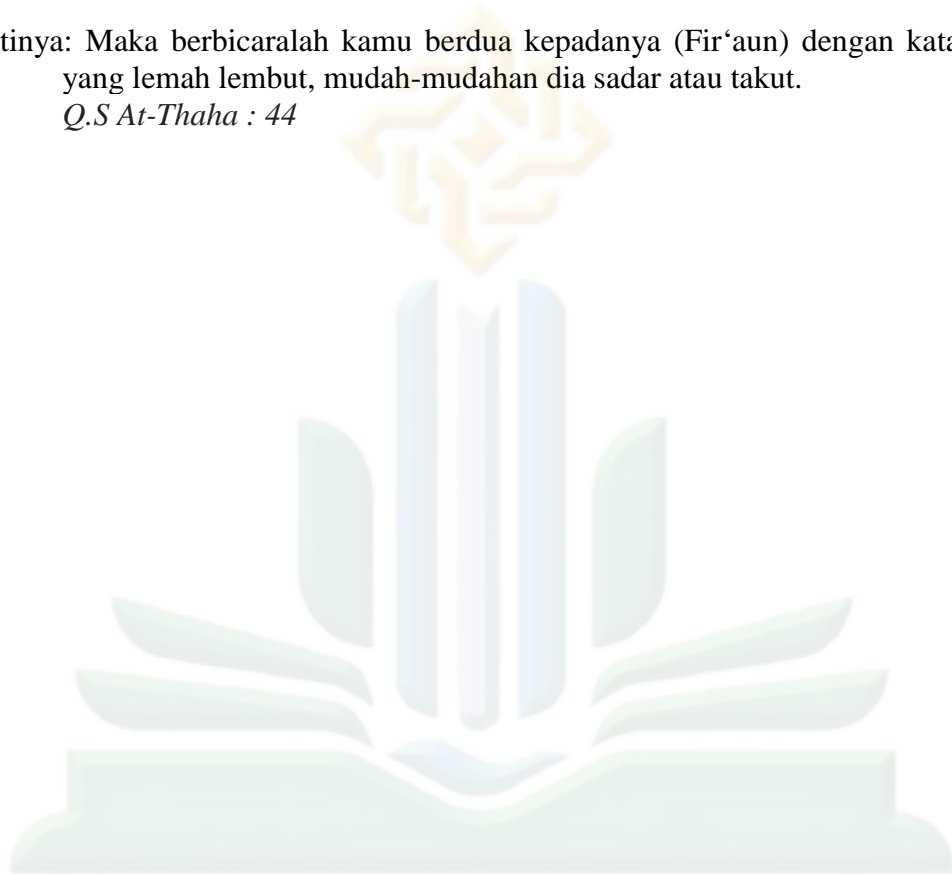 tinya: Maka berbicaralah kamu berdua kepadanya (Fir‘aun) dengan kata
yang lemah lembut, mudah-mudahan dia sadar atau takut.
Q.S At-Thaha : 44